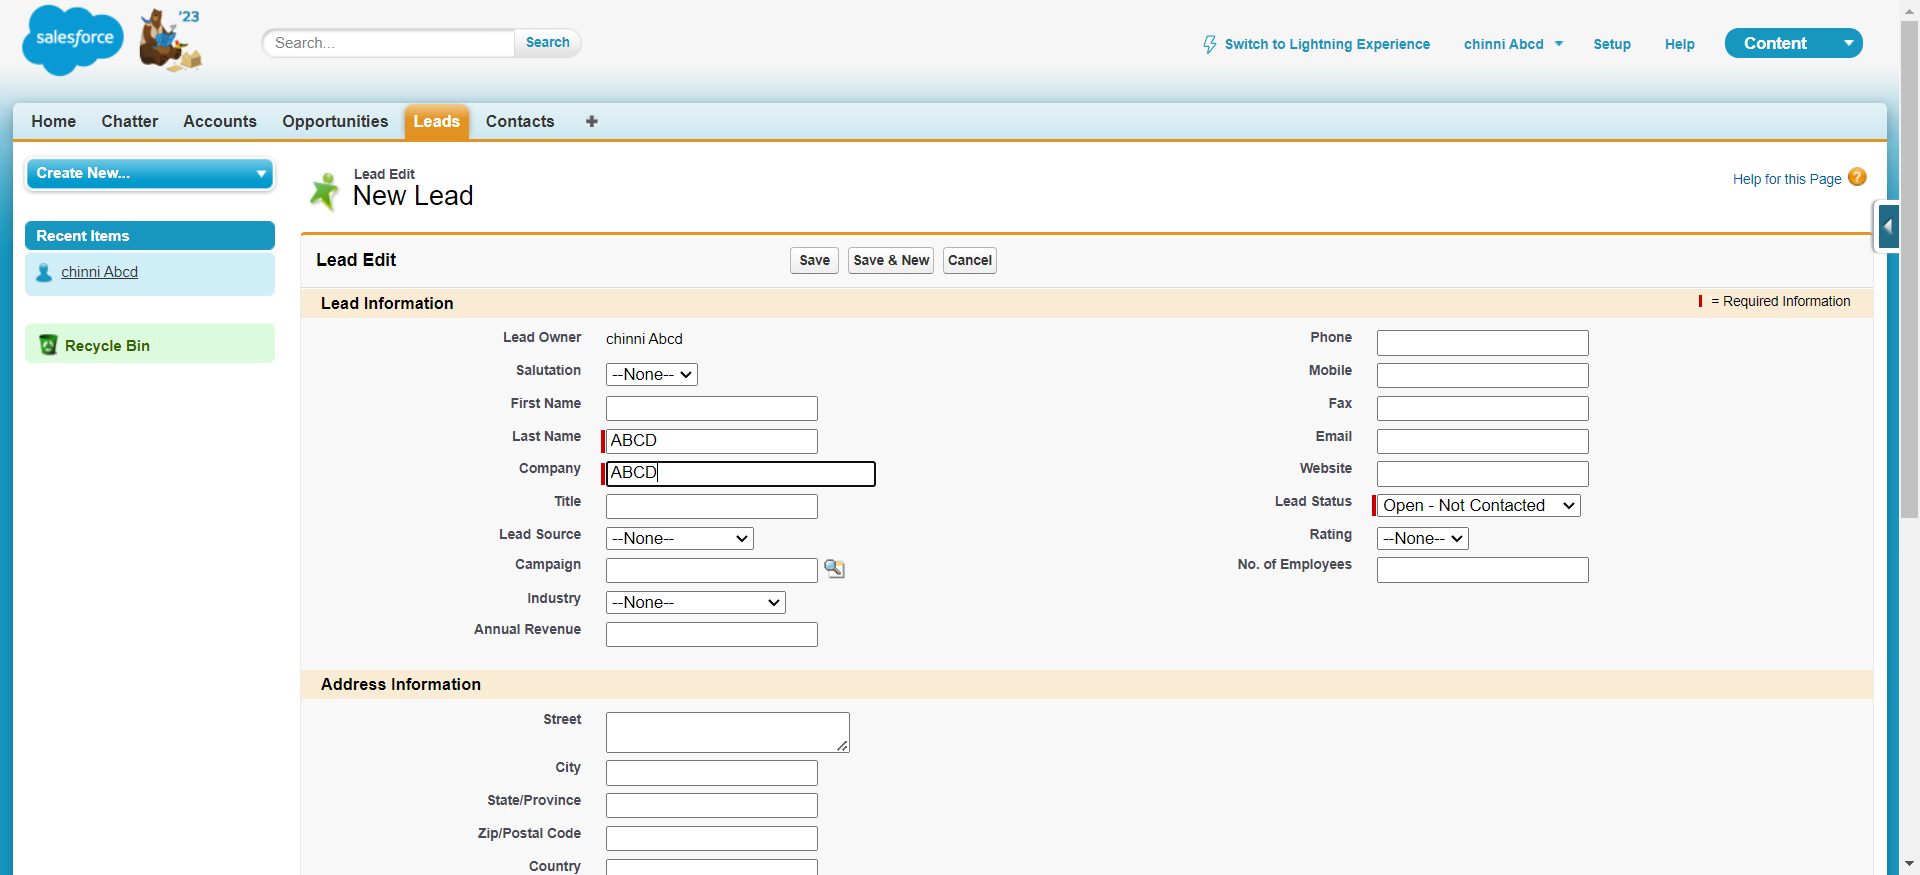 salesforce
'23
Search...
Search
Switch to Lightning Experience
chinni Abcd
Setup
Help
Content
Home
Chatter
Accounts
Opportunities
Leads
Contacts
+
Create New...
Recent Items
chinni Abcd
Recycle Bin
Lead Edit
New Lead
Help for this Page
?
Lead Edit
Save
Save & New
Cancel
Lead Information
= Required Information
Lead Owner
chinni Abcd
Phone
Salutation
--None--
Mobile
First Name
Fax
Last Name
ABCD
Email
Company
ABCD
Website
Title
Lead Status
Open - Not Contacted
Lead Source
--None--
Rating
--None--
Campaign
No. of Employees
Industry
--None--
Annual Revenue
Address Information
Street
City
State/Province
Zip/Postal Code
Country